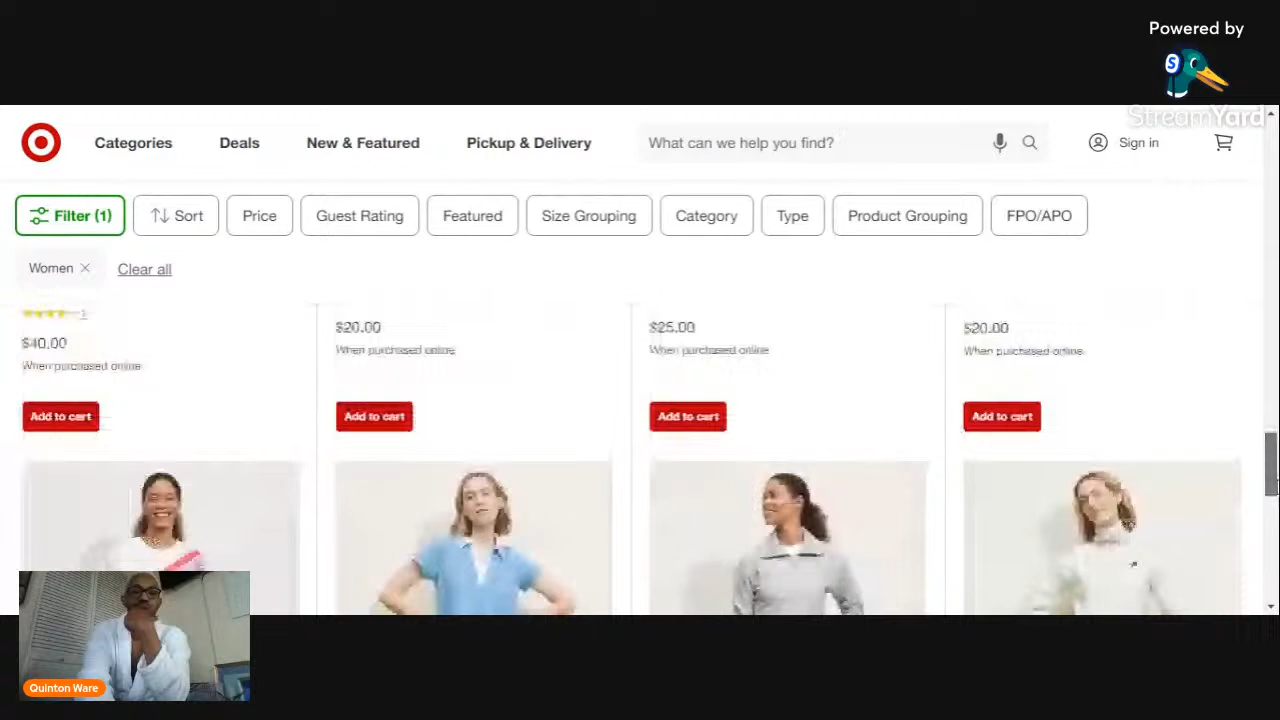 Powered by
S
StreamYard
Categories
Deals
New & Featured
Pickup & Delivery
What can we help you find?
Sign in
Filter (1)
Sort
Price
Guest Rating
Featured
Size Grouping
Category
Type
Product Grouping
FPO/APO
Women
Clear all
$40.00
$20.00
$25.00
$20.00
When purchased online
When purchased online
When purchased online
When purchased online
Add to cart
Add to cart
Add to cart
Add to cart
Quinton Ware